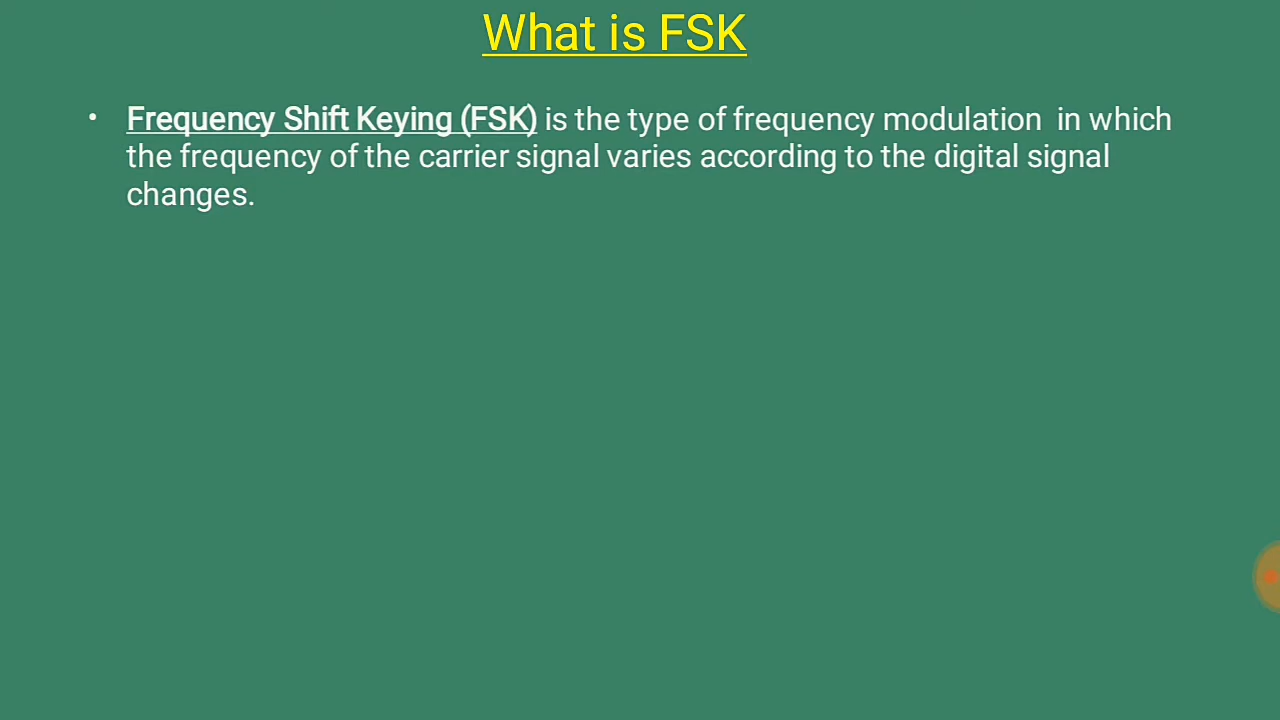 What is FSK
• Frequency Shift Keying (FSK) is the type of frequency modulation  in which
the frequency of the carrier signal varies according to the digital signal
changes.